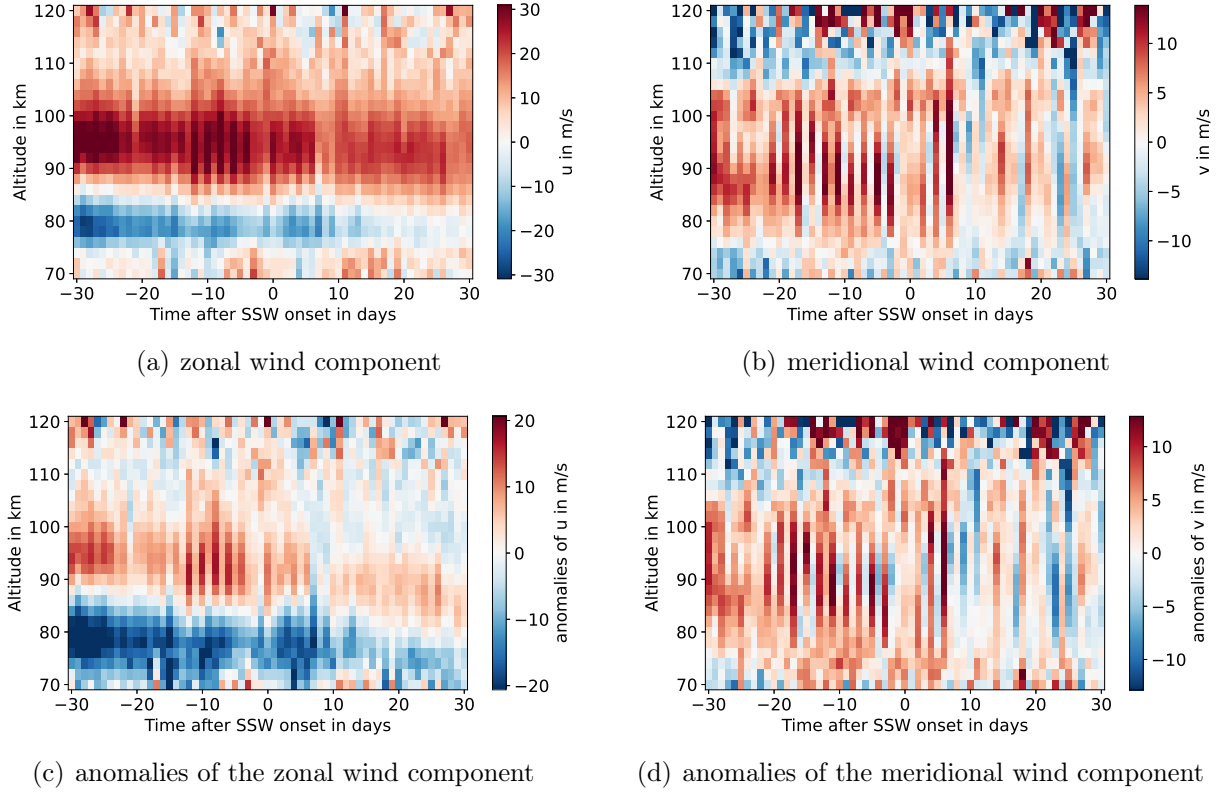 120
110
100
90
80
70
Altitude in km
−30 −20 −10 0 10 20 30
Time after SSW onset in days
30
20
10
0
−10
−20
−30
u in m/s
(a) zonal wind component
120
110
100
90
80
70
Altitude in km
−30 −20 −10 0 10 20 30
Time after SSW onset in days
10
5
0
−5
−10
v in m/s
(b) meridional wind component
120
110
100
90
80
70
Altitude in km
−30 −20 −10 0 10 20 30
Time after SSW onset in days
20
10
0
−10
−20
anomalies of u in m/s
(c) anomalies of the zonal wind component
120
110
100
90
80
70
Altitude in km
−30 −20 −10 0 10 20 30
Time after SSW onset in days
10
5
0
−5
−10
anomalies of v in m/s
(d) anomalies of the meridional wind component